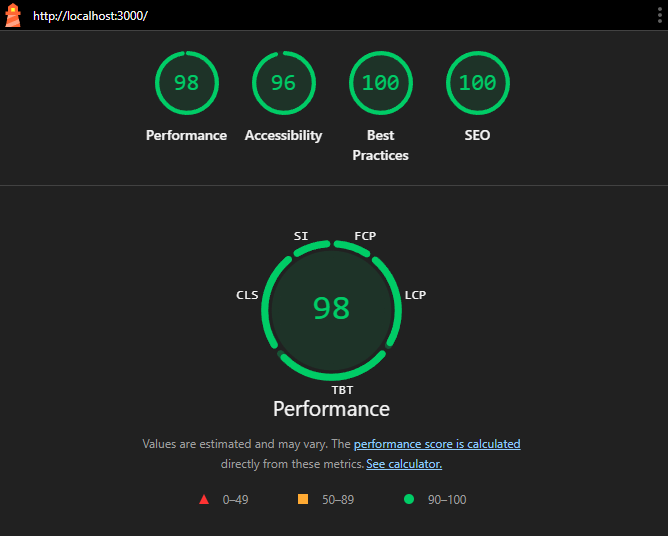 http://localhost:3000/
98
96
100
100
Performance
Accessibility
Best
Practices
SEO
SI
FCP
CLS
LCP
98
TBT
Performance
Values are estimated and may vary. The performance score is calculated
directly from these metrics. See calculator.
0–49
50–89
90–100